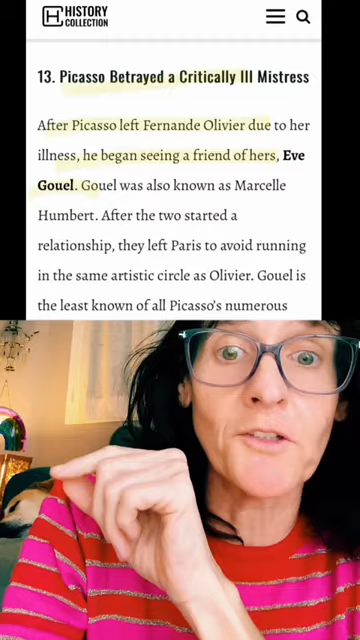 HISTORY
COLLECTION
13. Picasso Betrayed a Critically Ill Mistress
After Picasso left Fernande Olivier due to her
illness, he began seeing a friend of hers, Eve
Gouel. Gouel was also known as Marcelle
Humbert. After the two started a
relationship, they left Paris to avoid running
in the same artistic circle as Olivier. Gouel is
the least known of all Picasso's numerous